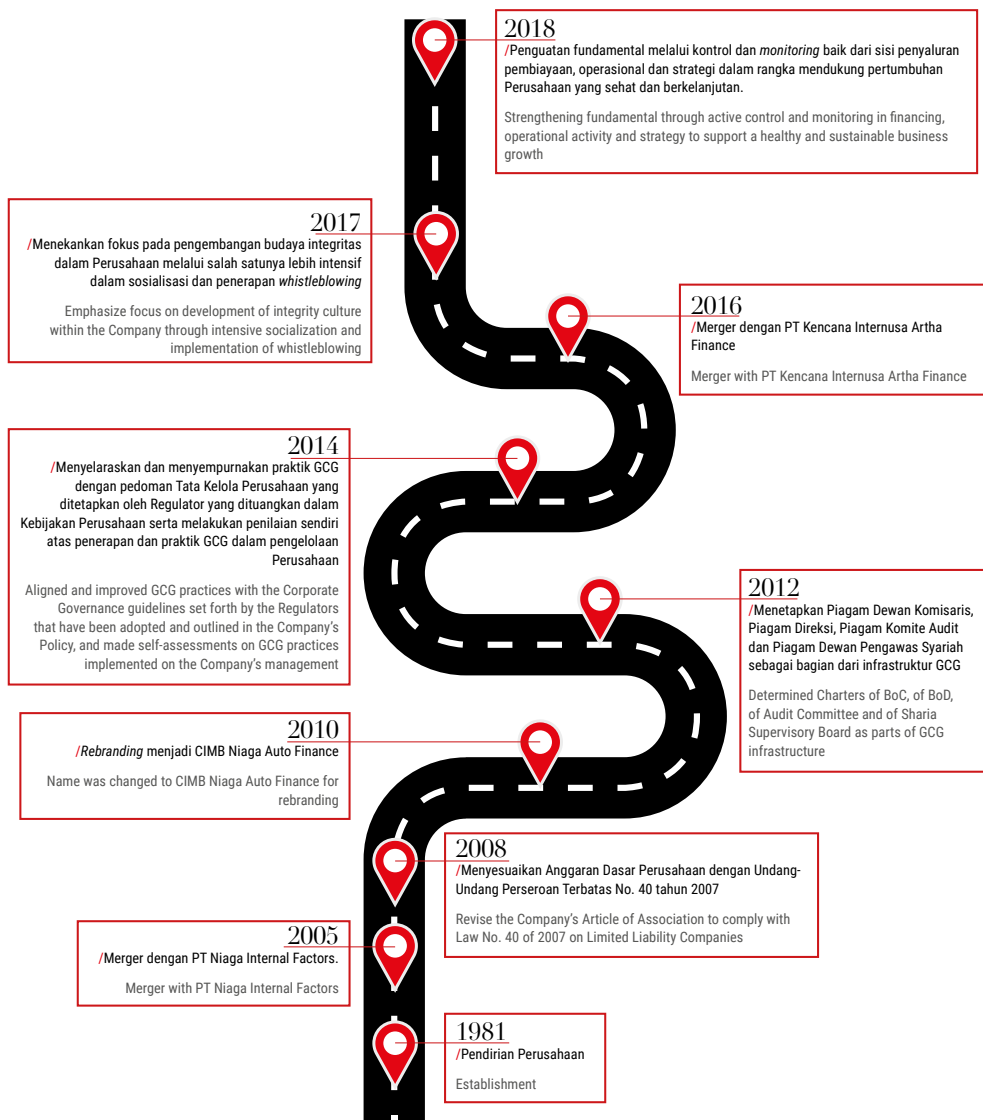 2018
/Penguatan fundamental melalui kontrol dan monitoring baik dari sisi penyaluran
pembiayaan, operasional dan strategi dalam rangka mendukung pertumbuhan
Perusahaan yang sehat dan berkelanjutan.
Strengthening fundamental through active control and monitoring in financing,
operational activity and strategy to support a healthy and sustainable business
growth
2017
/Menekankan fokus pada pengembangan budaya integritas
dalam Perusahaan melalui salah satunya lebih intensif
dalam sosialisasi dan penerapan whistleblowing
Emphasize focus on development of integrity culture
within the Company through intensive socialization and
implementation of whistleblowing
2016
/Merger dengan PT Kencana Internusa Artha
Finance
Merger with PT Kencana Internusa Artha Finance
2014
/Menyelaraskan dan menyempurnakan praktik GCG
dengan pedoman Tata Kelola Perusahaan yang
ditetapkan oleh Regulator yang dituangkan dalam
Kebijakan Perusahaan serta melakukan penilaian sendiri
atas penerapan dan praktik GCG dalam pengelolaan
Perusahaan
Aligned and improved GCG practices with the Corporate
Governance guidelines set forth by the Regulators
that have been adopted and outlined in the Company's
Policy, and made self-assessments on GCG practices
implemented on the Company's management
2012
/Menetapkan Piagam Dewan Komisaris,
Piagam Direksi, Piagam Komite Audit
dan Piagam Dewan Pengawas Syariah
sebagai bagian dari infrastruktur GCG
Determined Charters of BoC, of BoD,
of Audit Committee and of Sharia
Supervisory Board as parts of GCG
infrastructure
2010
/Rebranding menjadi CIMB Niaga Auto Finance
Name was changed to CIMB Niaga Auto Finance for
rebranding
2008
/Menyesuaikan Anggaran Dasar Perusahaan dengan Undang-
Undang Perseroan Terbatas No. 40 tahun 2007
Revise the Company's Article of Association to comply with
Law No. 40 of 2007 on Limited Liability Companies
2005
/Merger dengan PT Niaga Internal Factors.
Merger with PT Niaga Internal Factors
1981
/Pendirian Perusahaan
Establishment